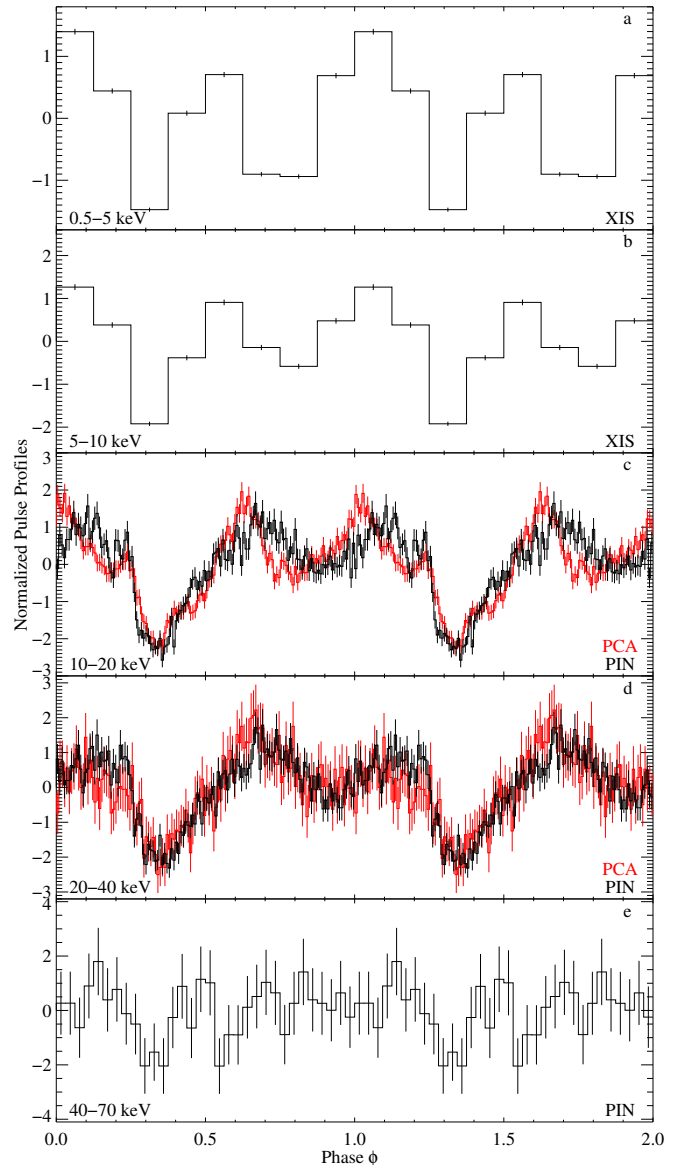 a
1
0
−1
0.5−5 keV XIS
b
2
1
0
−1
−2
5−10 keV XIS
Normalized Pulse Profiles
c
3
2
1
0
−1
−2
−3
PCA
10−20 keV PIN
d
3
2
1
0
−1
−2
−3
PCA
20−40 keV PIN
e
4
2
0
−2
−4
40−70 keV PIN
0.0 0.5 1.0 1.5 2.0
Phase ϕ